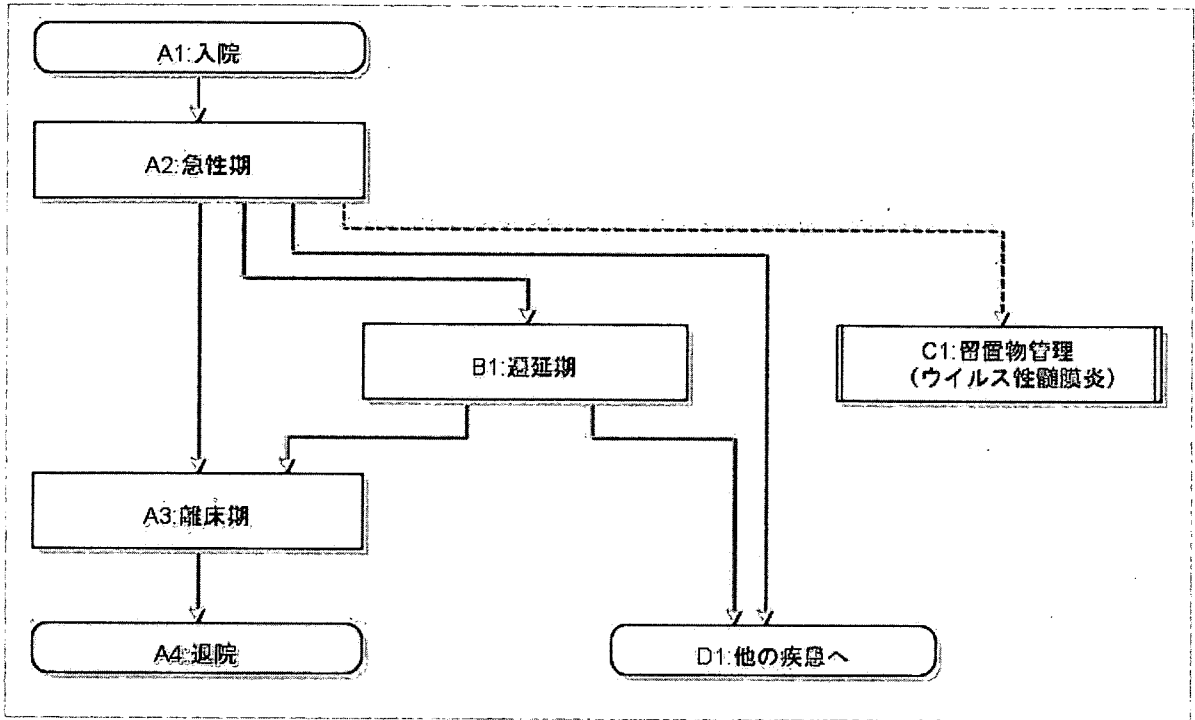 A1:入院
A2:急性期
B1:遷延期
C1:留置物管理
(ウイルス性髄膜炎)
A3:離床期
A4:退院
D1:他の疾患へ